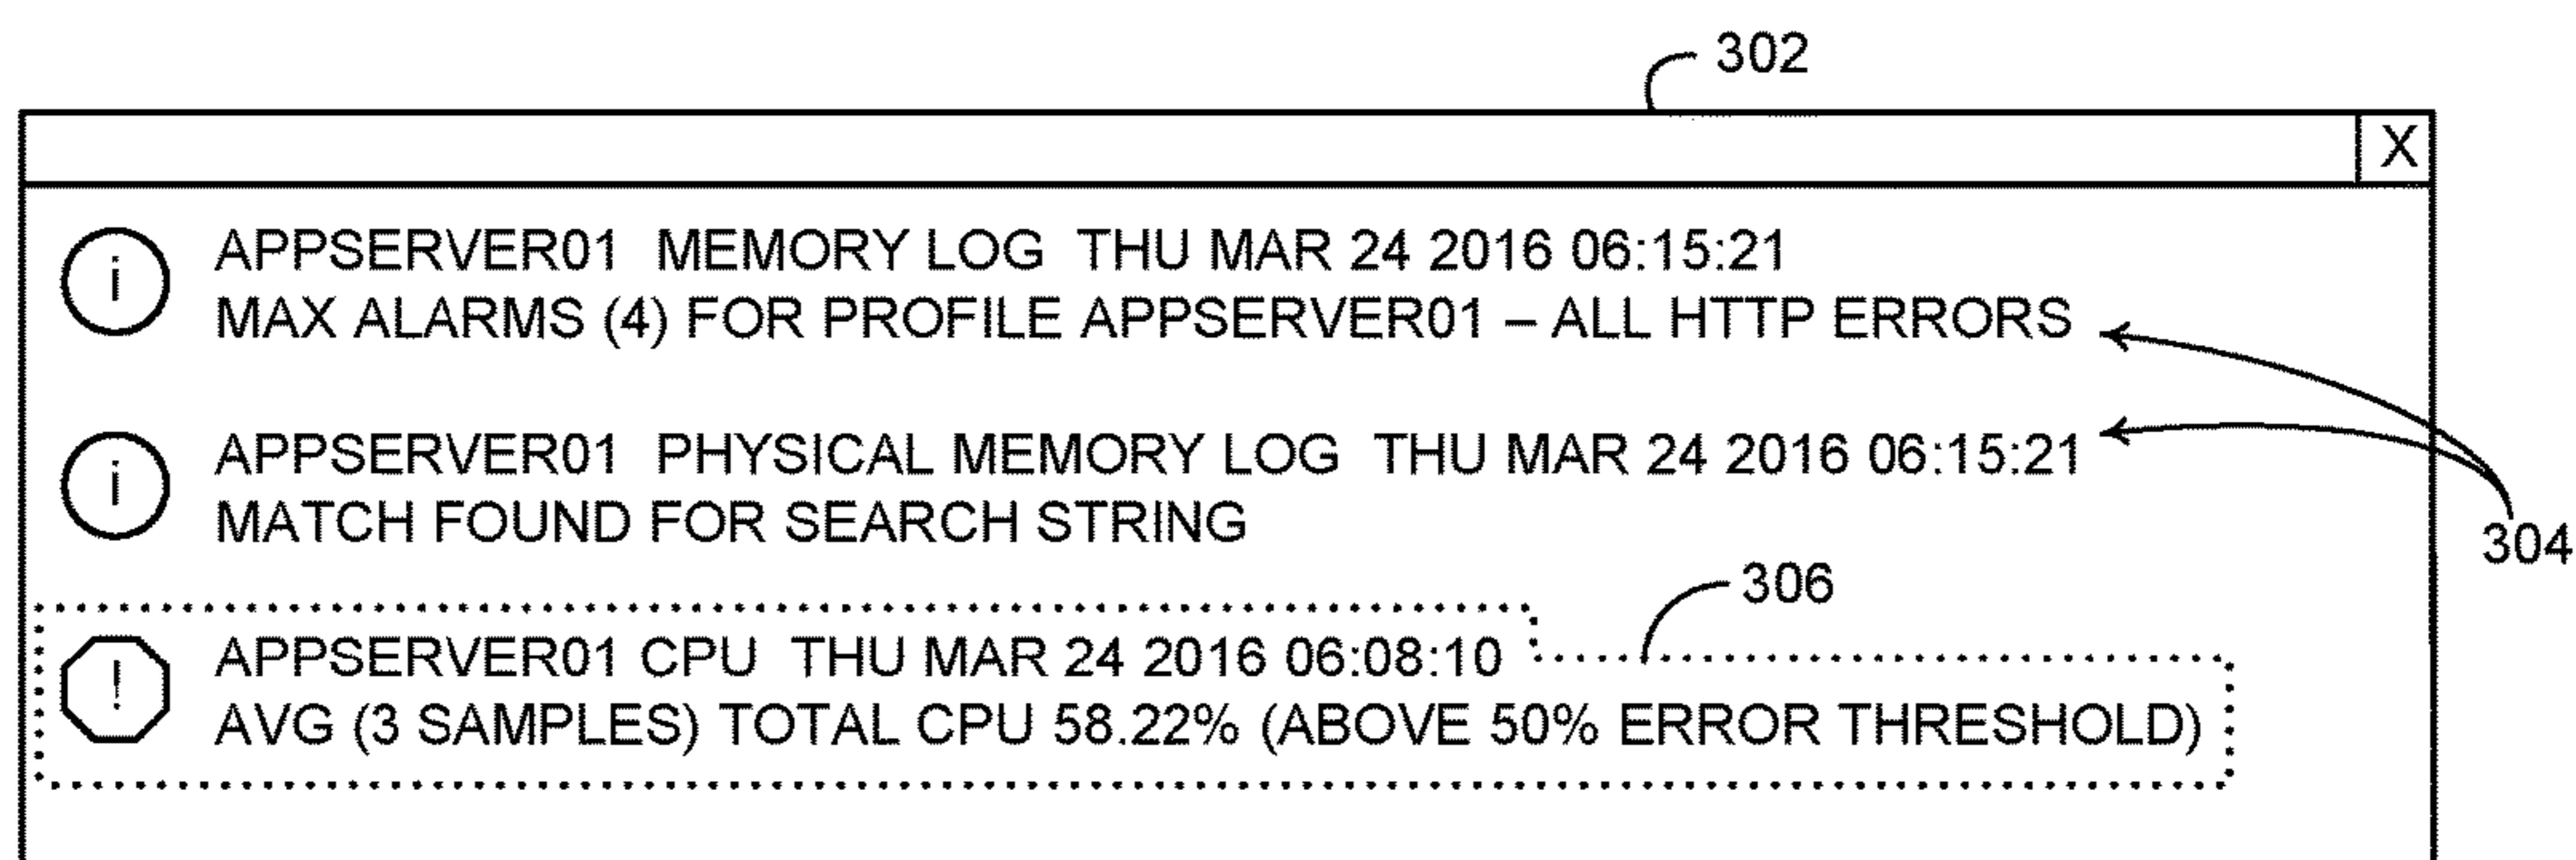 302
X
i
APPSERVER01 MEMORY LOG THU MAR 24 2016 06:15:21
MAX ALARMS (4) FOR PROFILE APPSERVER01 – ALL HTTP ERRORS
i
APPSERVER01 PHYSICAL MEMORY LOG THU MAR 24 2016 06:15:21
MATCH FOUND FOR SEARCH STRING
304
306
!
APPSERVER01 CPU THU MAR 24 2016 06:08:10
AVG (3 SAMPLES) TOTAL CPU 58.22% (ABOVE 50% ERROR THRESHOLD)